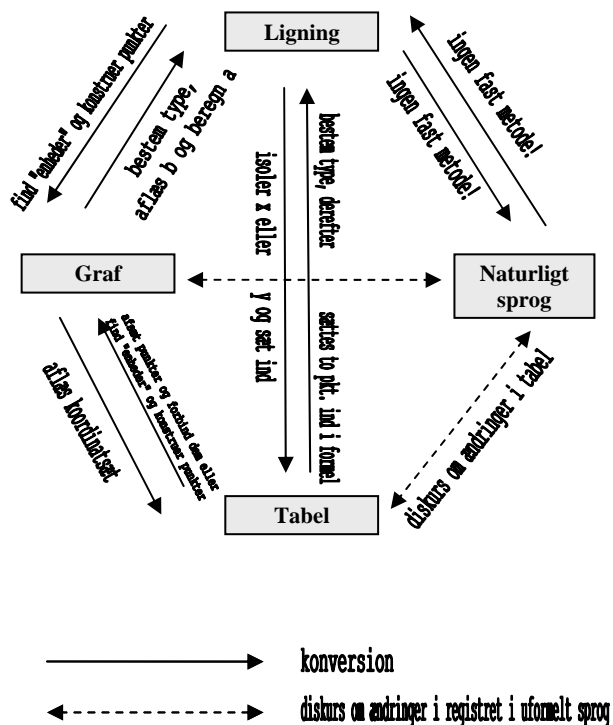 Ligning
find "enheder" og konstruer punkter
bestem type,
aflæs b og beregn a
ingen fast metode!
ingen fast metode!
isoler x eller
y og sæt ind
bestem type, derefter
sættes to pkt. ind i formel
Graf
Naturligt
sprog
aflæs koordinatsæt
afsæt punkter og forbind dem eller
find "enheder" og konstruer punkter
diskurs om ændringer i tabel
Tabel
konversion
diskurs om ændringer i registret i uformelt sprog